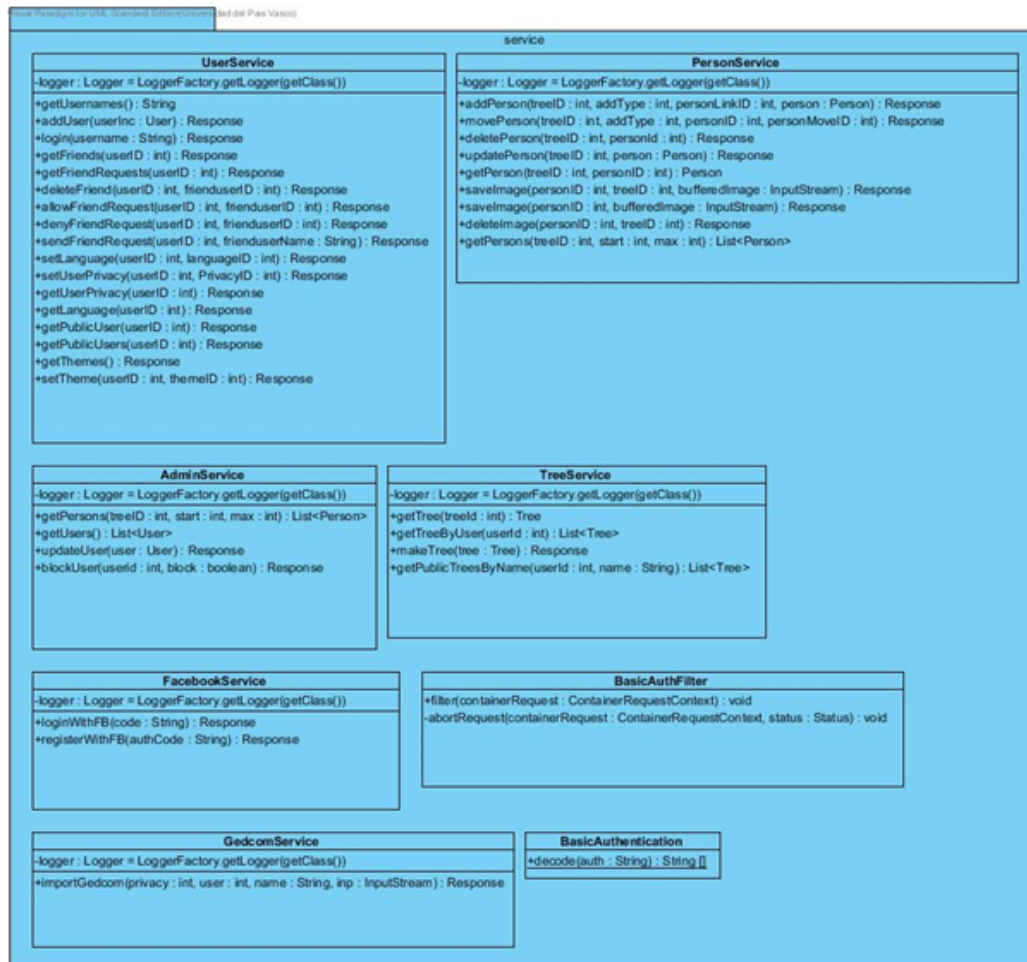 Visual Paradigm for UML Standard Edition(Universidad del Pais Vasco)
service
UserService
-logger : Logger = LoggerFactory.getLogger(getClass())
+getUsernames() : String
+addUser(userInc : User) : Response
+login(username : String) : Response
+getFriends(userID : int) : Response
+getFriendRequests(userID : int) : Response
+deleteFriend(userID : int, frienduserID : int) : Response
+allowFriendRequest(userID : int, frienduserID : int) : Response
+denyFriendRequest(userID : int, frienduserID : int) : Response
+sendFriendRequest(userID : int, frienduserName : String) : Response
+setLanguage(userID : int, languageID : int) : Response
+setUserPrivacy(userID : int, PrivacyID : int) : Response
+getUserPrivacy(userID : int) : Response
+getLanguage(userID : int) : Response
+getPublicUser(userID : int) : Response
+getPublicUsers(userID : int) : Response
+getThemes() : Response
+setTheme(userID : int, themeID : int) : Response
PersonService
-logger : Logger = LoggerFactory.getLogger(getClass())
+addPerson(treeID : int, addType : int, personLinkID : int, person : Person) : Response
+movePerson(treeID : int, addType : int, personID : int, personMoveID : int) : Response
+deletePerson(treeID : int, personId : int) : Response
+updatePerson(treeID : int, person : Person) : Response
+getPerson(treeID : int, personID : int) : Person
+saveImage(personID : int, treeID : int, bufferedImage : InputStream) : Response
+saveImage(personID : int, bufferedImage : InputStream) : Response
+deleteImage(personID : int, treeID : int) : Response
+getPersons(treeID : int, start : int, max : int) : List<Person>
AdminService
-logger : Logger = LoggerFactory.getLogger(getClass())
+getPersons(treeID : int, start : int, max : int) : List<Person>
+getUsers() : List<User>
+updateUser(user : User) : Response
+blockUser(userid : int, block : boolean) : Response
TreeService
-logger : Logger = LoggerFactory.getLogger(getClass())
+getTree(treeId : int) : Tree
+getTreeByUser(userId : int) : List<Tree>
+makeTree(tree : Tree) : Response
+getPublicTreesByName(userId : int, name : String) : List<Tree>
FacebookService
-logger : Logger = LoggerFactory.getLogger(getClass())
+loginWithFB(code : String) : Response
+registerWithFB(authCode : String) : Response
BasicAuthFilter
+filter(containerRequest : ContainerRequestContext) : void
-abortRequest(containerRequest : ContainerRequestContext, status : Status) : void
GedcomService
-logger : Logger = LoggerFactory.getLogger(getClass())
+importGedcom(privacy : int, user : int, name : String, inp : InputStream) : Response
BasicAuthentication
+decode(auth : String) : String []